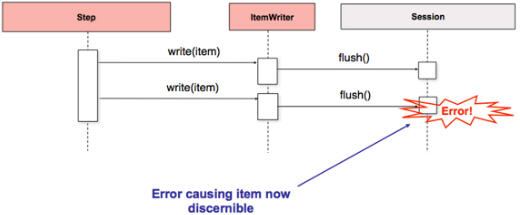 Step
ItemWriter
Session
write(item)
flush()
write(item)
flush()
Error!
Error causing item now
discernible